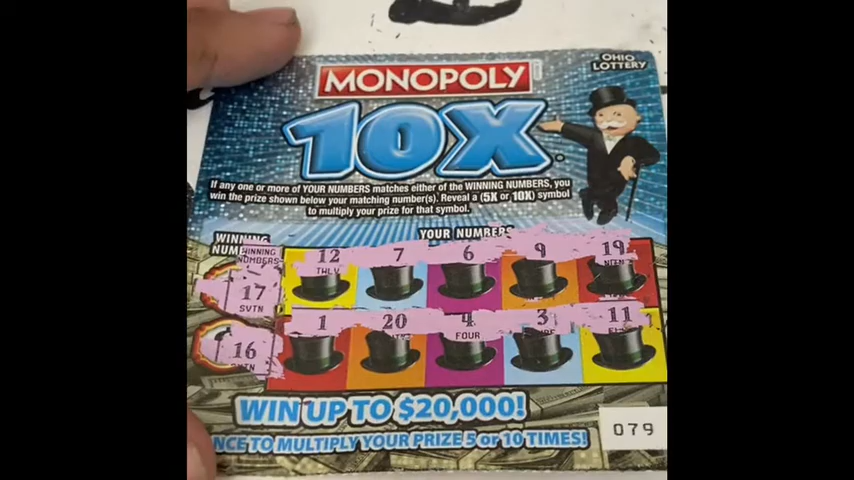 OHIO
LOTTERY
MONOPOLY
10X
If any one or more of YOUR NUMBERS matches either of the WINNING NUMBERS, you
win the prize shown below your matching number(s). Reveal a (5X or 10X) symbol
to multiply your prize for that symbol.
WINNING
YOUR NUMBERS
WINNING
NUMBERS
12 7 6 9 19
TWLV
17
SVTN
1 20 4 3 11
FOUR
16
WIN UP TO $20,000!
TO MULTIPLY YOUR PRIZE 5 or 10 TIMES!
079